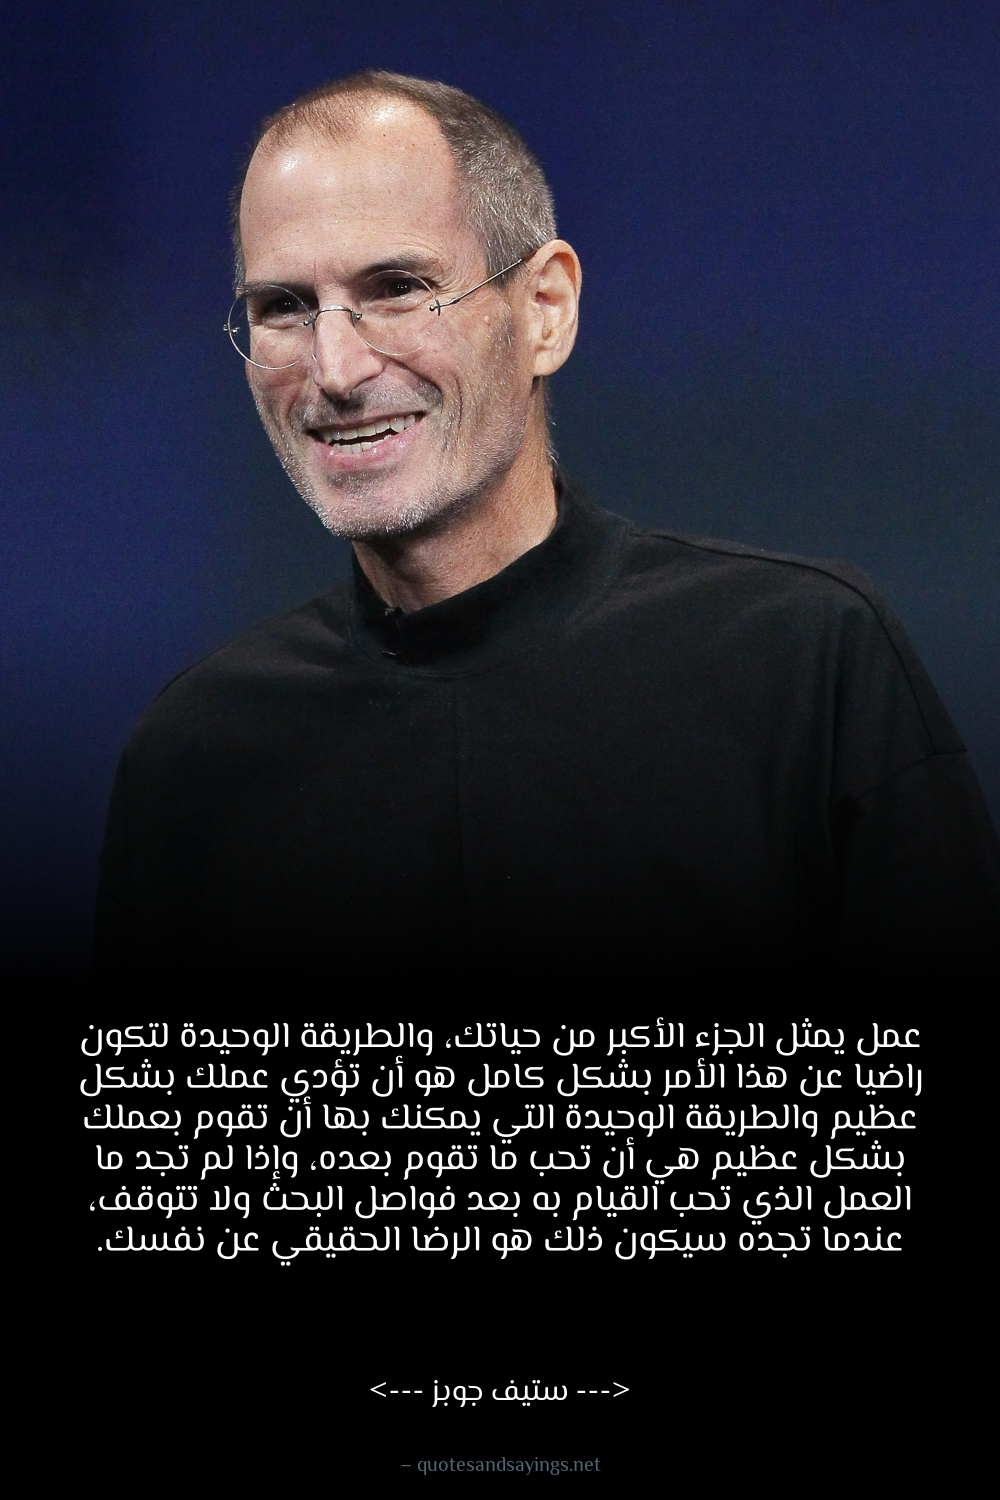 عمل يمثل الجزء الأكبر من حياتك، والطريقة الوحيدة لتكون
راضيا عن هذا الأمر بشكل كامل هو أن تؤدي عملك بشكل
عظيم والطريقة الوحيدة التي يمكنك بها أن تقوم بعملك
بشكل عظيم هي أن تحب ما تقوم بعده، وإذا لم تجد ما
العمل الذي تحب القيام به بعد فواصل البحث ولا تتوقف،
عندما تجده سيكون ذلك هو الرضا الحقيقي عن نفسك.
<--- ستيف جوبز --->
– quotesandsayings.net